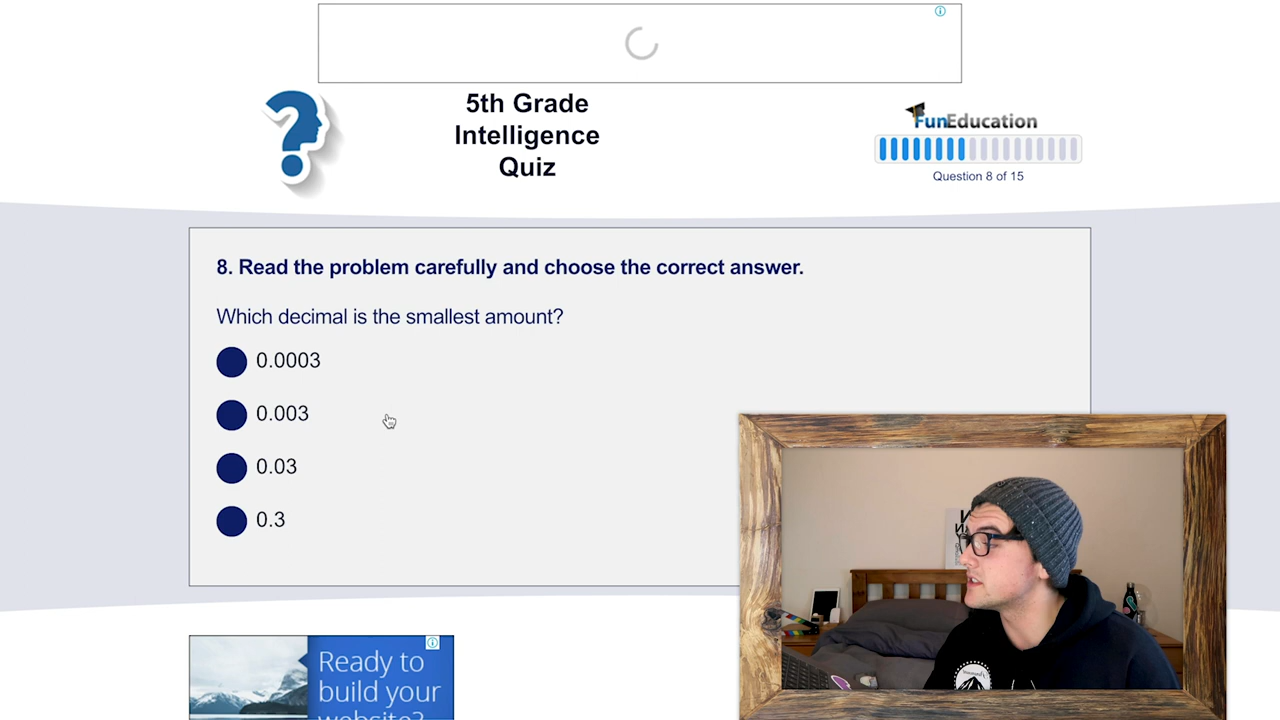 5th Grade
Intelligence
Quiz
FunEducation
Question 8 of 15
8. Read the problem carefully and choose the correct answer.
Which decimal is the smallest amount?
0.0003
0.003
0.03
0.3
Ready to
build your
website?